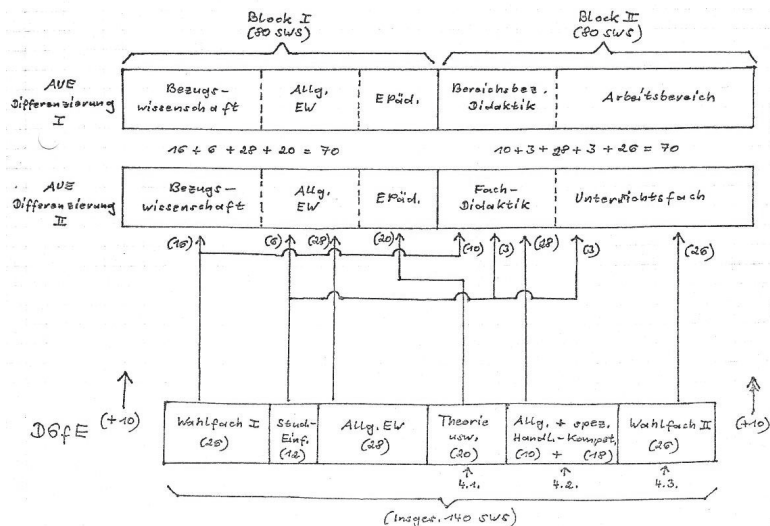 Block I
(80 SWS)
Block II
(80 SWS)
AUE
Differenzierung
I
Bezugs-
wissenschaft
Allg.
EW
EPäd.
Bereichsbez.
Didaktik
Arbeitsbereich
16 + 6 + 28 + 20 = 70
10 + 3 + 28 + 3 + 26 = 70
AUE
Differenzierung
II
Bezugs-
wissenschaft
Allg.
EW
EPäd.
Fach-
Didaktik
Unterrichtsfach
(16)
(6)
(28)
(20)
(10)
(3)
(28)
(3)
(26)
DGfE
(+10)
Wahlfach I
(26)
Stud-
Einf.
(12)
Allg. EW
(28)
Theorie
usw.
(20)
Allg. + spez.
Handl.-Kompet.
(10) + (18)
Wahlfach II
(26)
(+10)
4.1.
4.2.
4.3.
(Insges. 140 SWS)